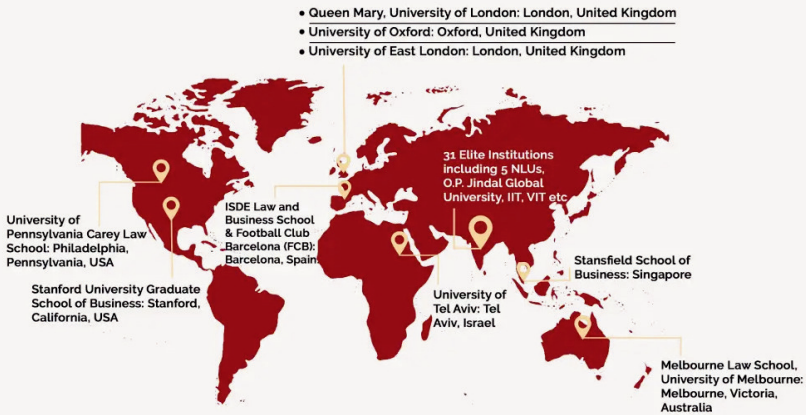 • Queen Mary, University of London: London, United Kingdom
• University of Oxford: Oxford, United Kingdom
• University of East London: London, United Kingdom
31 Elite Institutions
including 5 NLUs,
O.P. Jindal Global
University, IIT, VIT etc
ISDE Law and
Business School
& Football Club
Barcelona (FCB):
Barcelona, Spain
University of
Pennsylvania Carey Law
School: Philadelphia,
Pennsylvania, USA
Stanford University Graduate
School of Business: Stanford,
California, USA
University of
Tel Aviv: Tel
Aviv, Israel
Stansfield School of
Business: Singapore
Melbourne Law School,
University of Melbourne:
Melbourne, Victoria,
Australia